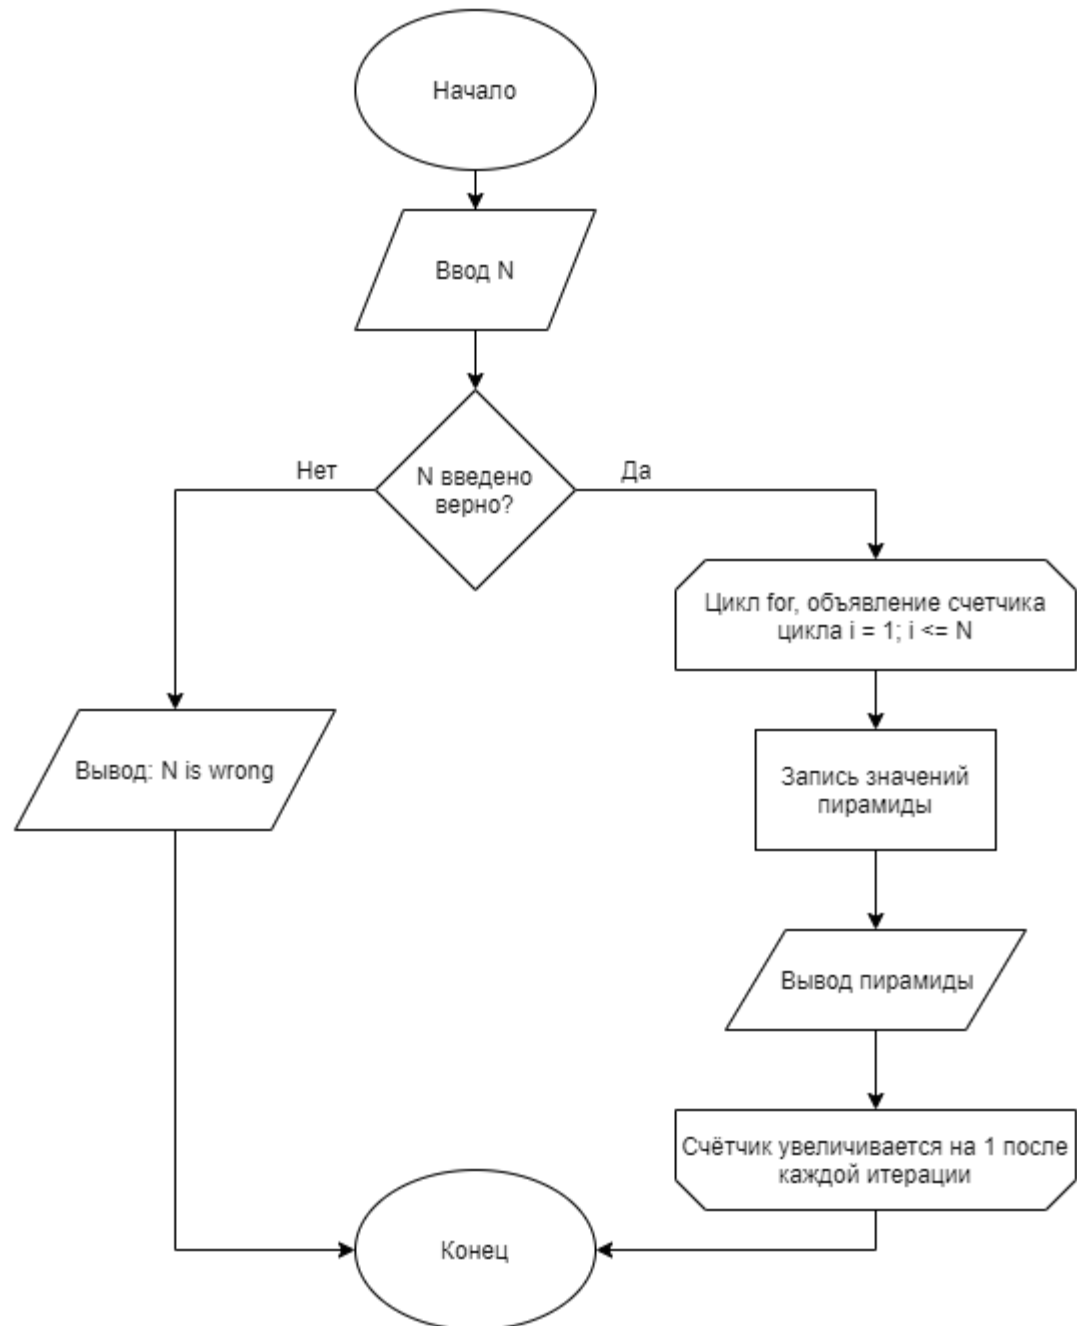 Начало
Ввод N
N введено
верно?
Нет
Да
Цикл for, объявление счетчика
цикла i = 1; i <= N
Вывод: N is wrong
Запись значений
пирамиды
Вывод пирамиды
Счётчик увеличивается на 1 после
каждой итерации
Конец